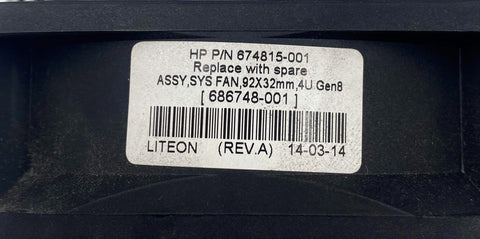 HP P/N 674815-001
Replace with spare
ASSY,SYS FAN,92X32mm,4U Gen8
[ 686748-001 ]
LITEON (REV.A) 14-03-14